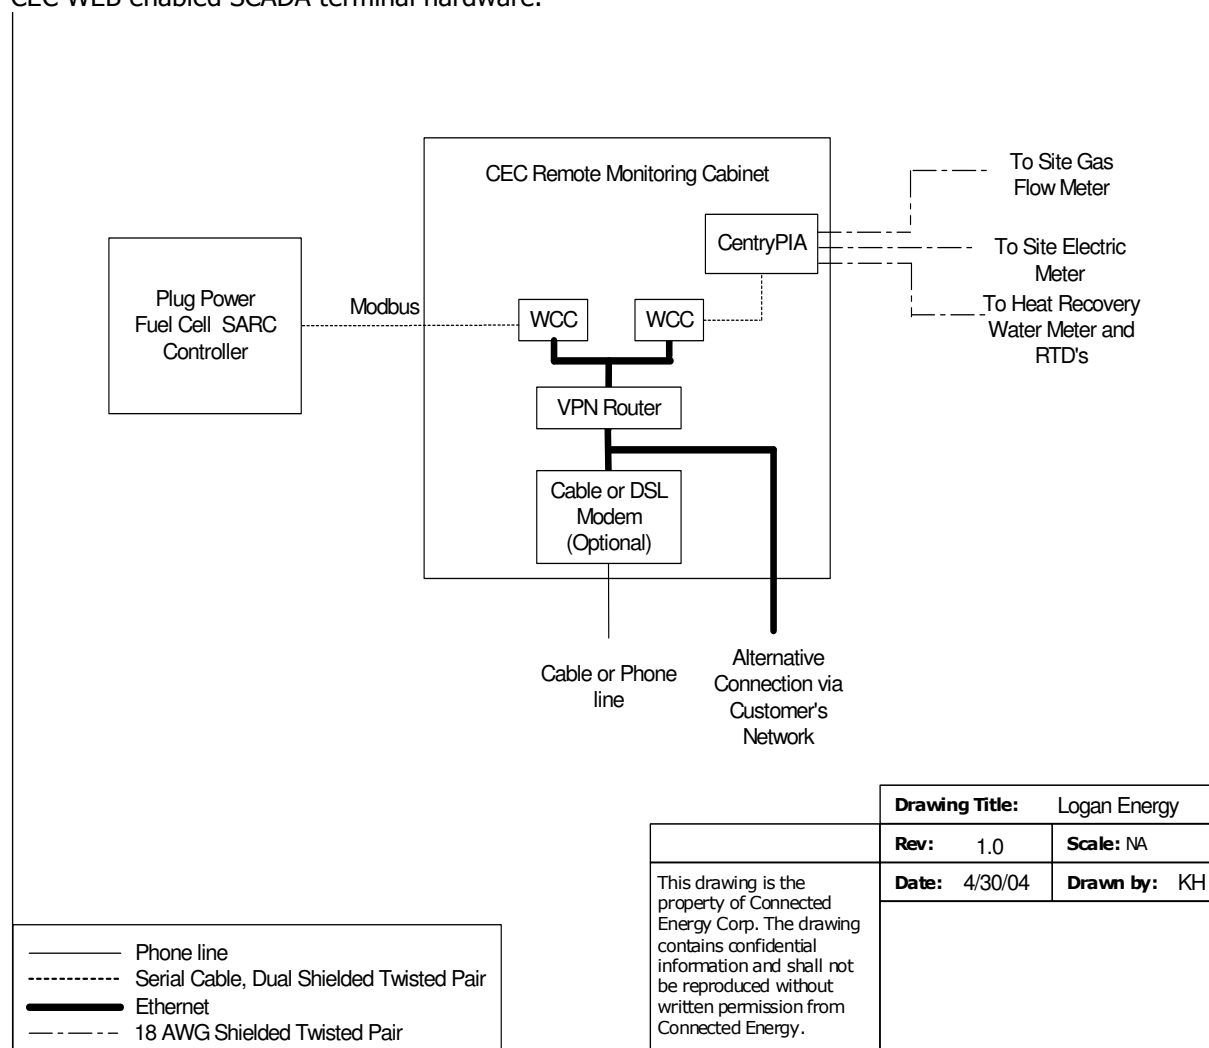 CEC WEB enabled SCADA terminal hardware.
CEC Remote Monitoring Cabinet
To Site Gas
Flow Meter
CentryPIA
To Site Electric
Meter
Plug Power
Fuel Cell SARC
Controller
Modbus
WCC
WCC
To Heat Recovery
Water Meter and
RTD's
VPN Router
Cable or DSL
Modem
(Optional)
Cable or Phone
line
Alternative
Connection via
Customer's
Network
Drawing Title: Logan Energy
Rev: 1.0 Scale: NA
Date: 4/30/04 Drawn by: KH
This drawing is the
property of Connected
Energy Corp. The drawing
contains confidential
information and shall not
be reproduced without
written permission from
Connected Energy.
Phone line
Serial Cable, Dual Shielded Twisted Pair
Ethernet
18 AWG Shielded Twisted Pair